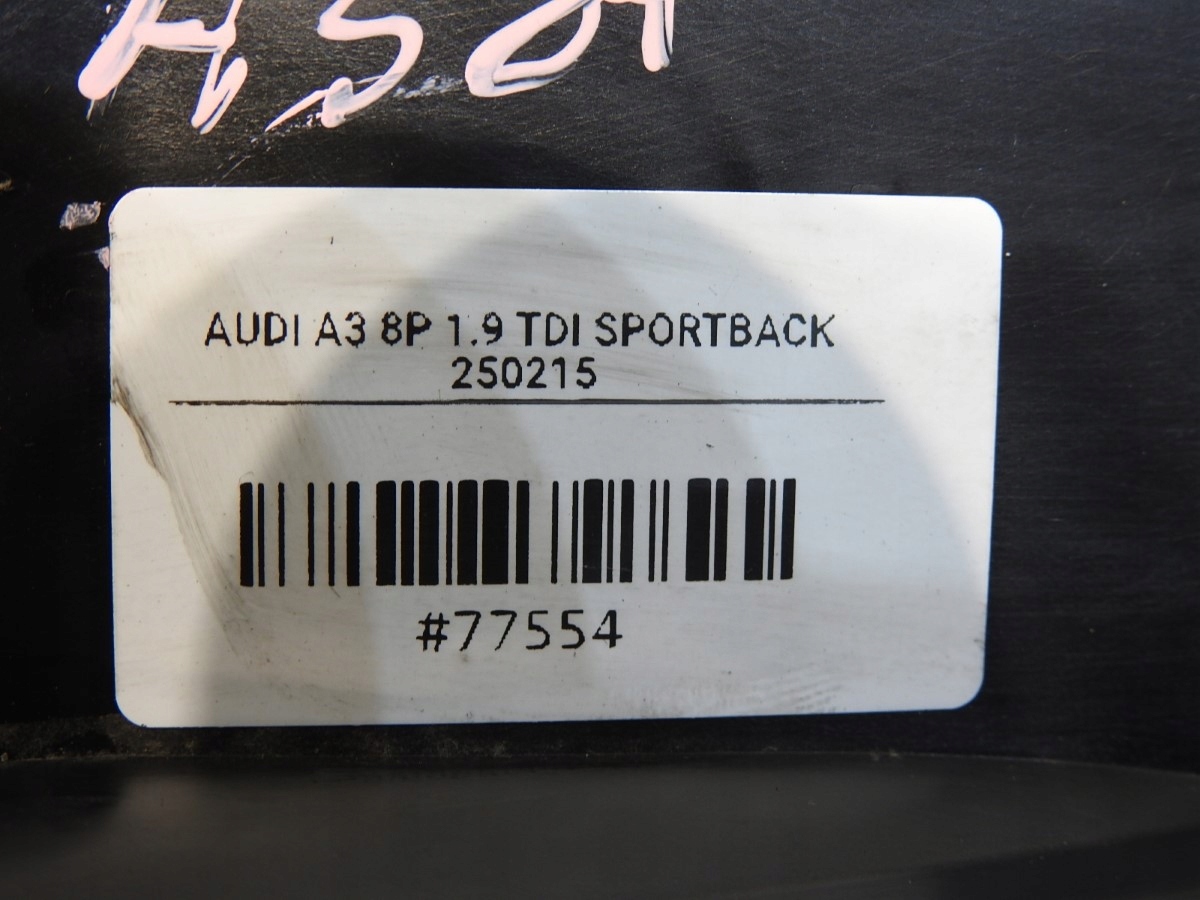 AUDI A3 8P 1.9 TDI SPORTBACK
250215
#77554